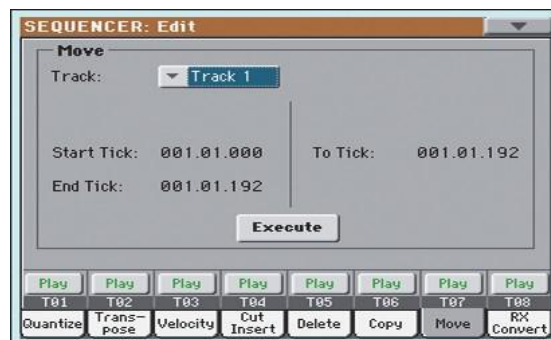 SEQUENCER: Edit
Move
Track: Track 1
Start Tick: 001.01.000 To Tick: 001.01.192
End Tick: 001.01.192
Execute
Play Play Play Play Play Play Play Play
T01 T02 T03 T04 T05 T06 T07 T08
Quantize Trans-pose Velocity Cut Insert Delete Copy Move RX Convert